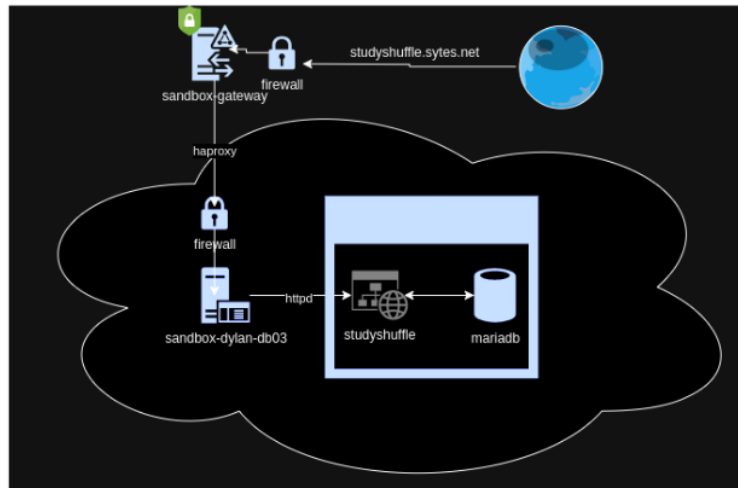 studyshuffle.sytes.net
firewall
sandbox-gateway
haproxy
firewall
httpd
sandbox-dylan-db03
studyshuffle
mariadb